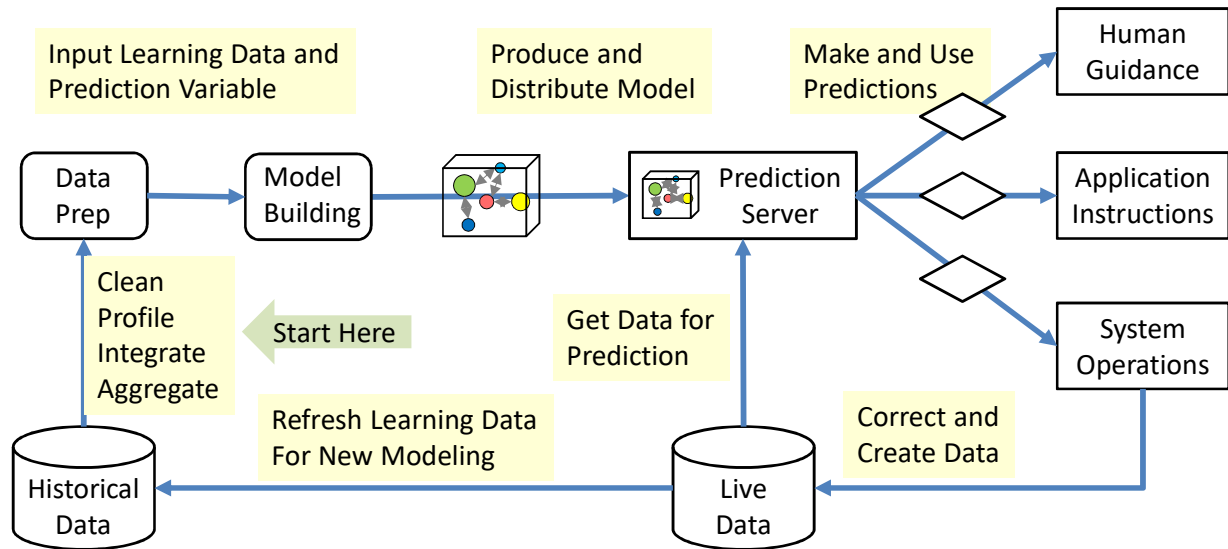 Input Learning Data and
Prediction Variable
Produce and
Distribute Model
Make and Use
Predictions
Human
Guidance
Data
Prep
Model
Building
Prediction
Server
Application
Instructions
Clean
Profile
Integrate
Aggregate
Start Here
Get Data for
Prediction
System
Operations
Refresh Learning Data
For New Modeling
Correct and
Create Data
Historical
Data
Live
Data